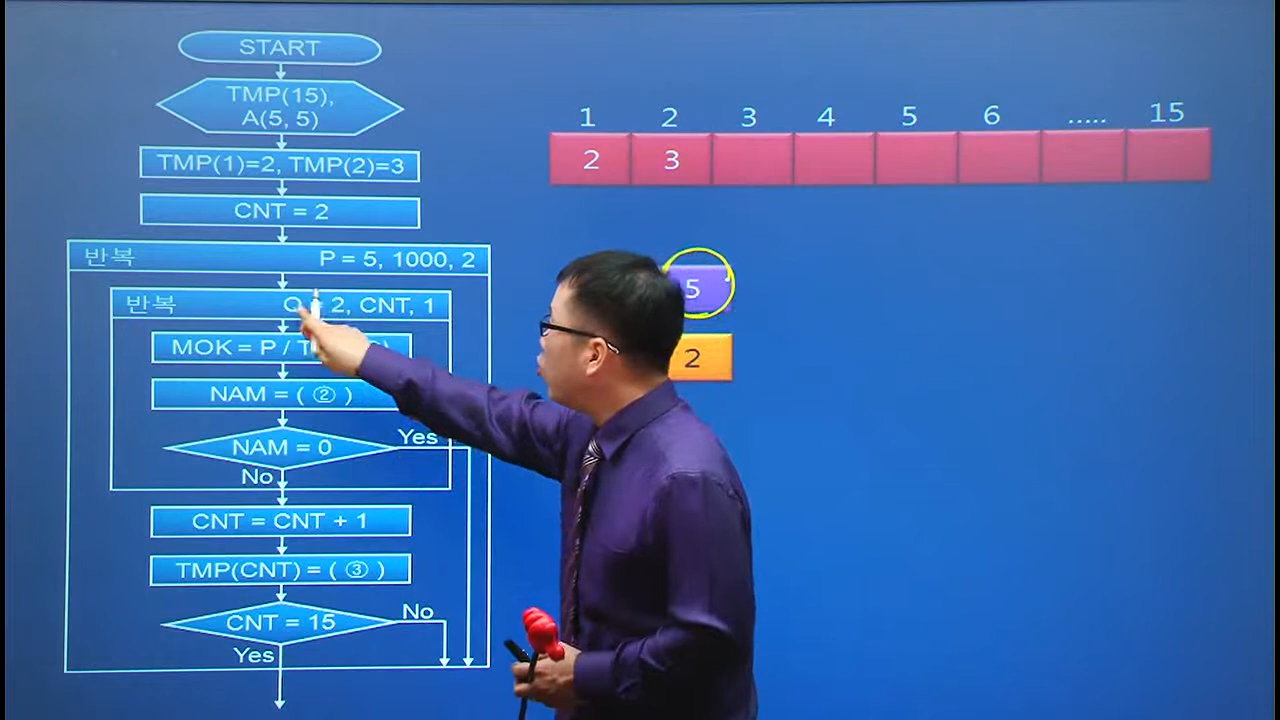 START
TMP(15),
A(5, 5)
TMP(1)=2, TMP(2)=3
CNT = 2
반복 P = 5, 1000, 2
반복 2, CNT, 1
MOK = P /
NAM = ( ② )
NAM = 0
Yes
No
CNT = CNT + 1
TMP(CNT) = ( ③ )
CNT = 15
No
Yes
1 2 3 4 5 6 ..... 15
2 3
5
2